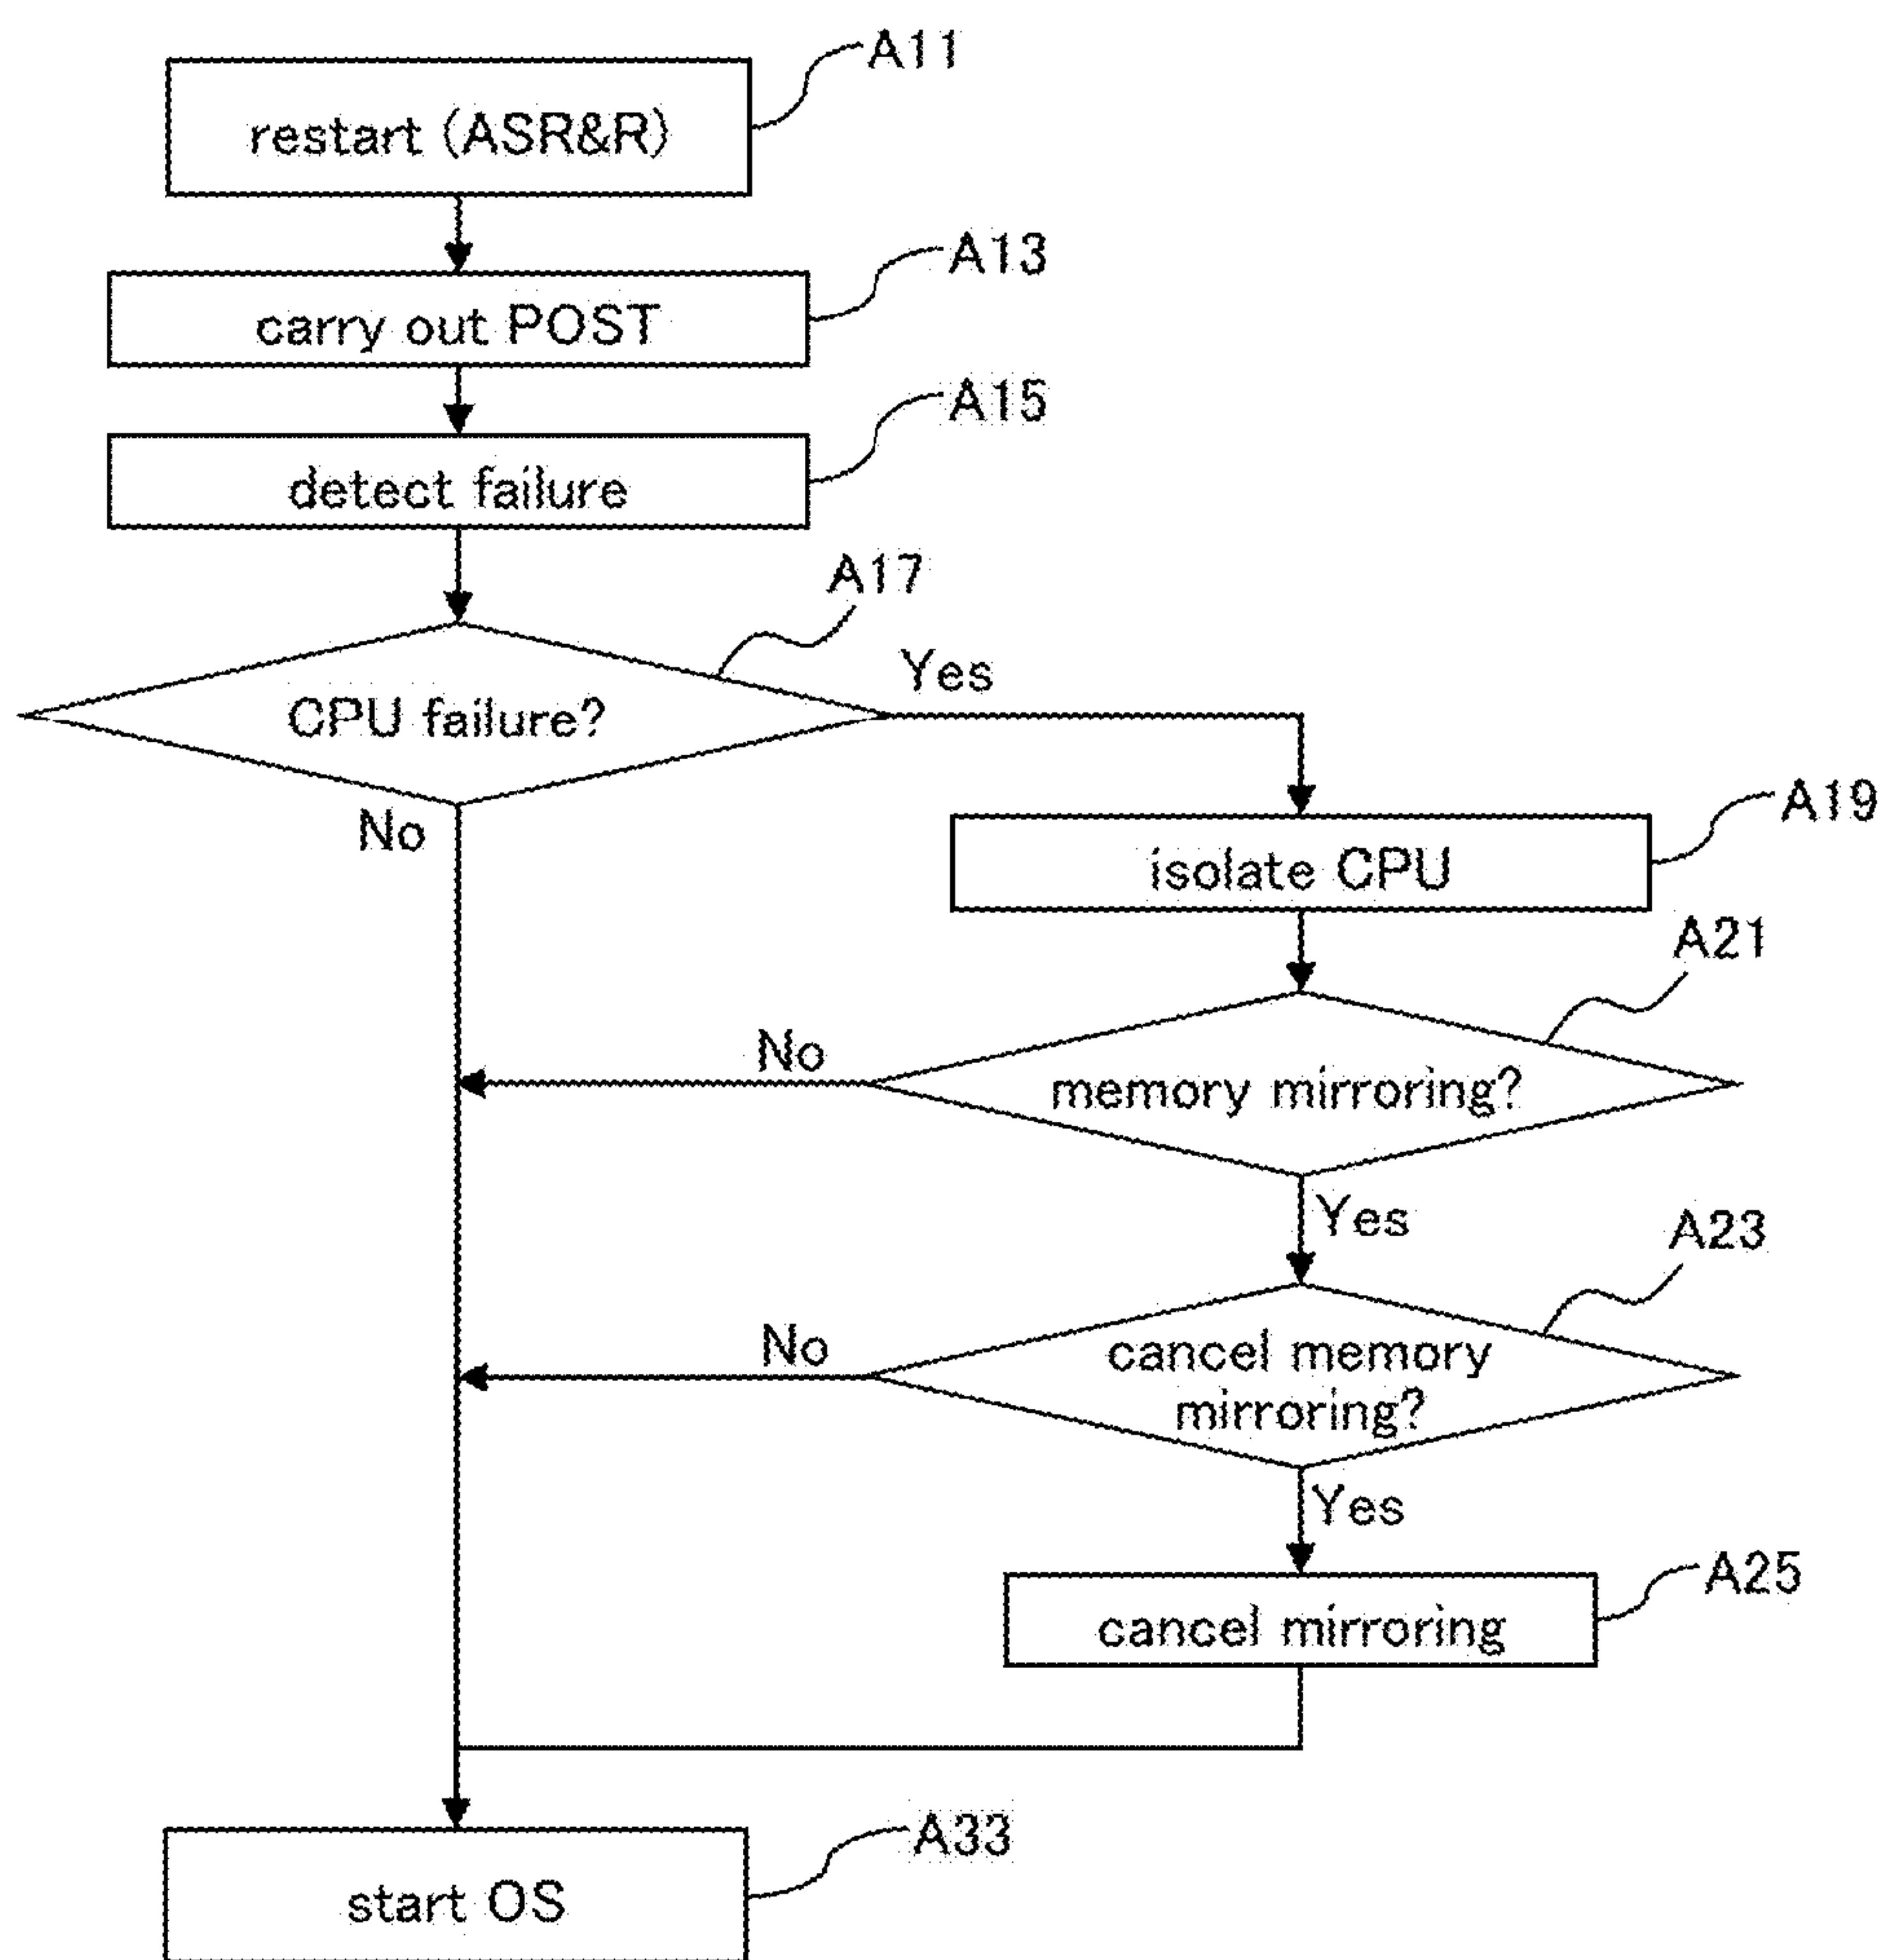 A11
restart (ASR&R)
A13
carry out POST
A15
detect failure
A17
CPU failure?
Yes
No
A19
isolate CPU
A21
No
memory mirroring?
Yes
A23
No
cancel memory
mirroring?
Yes
A25
cancel mirroring
A33
start OS